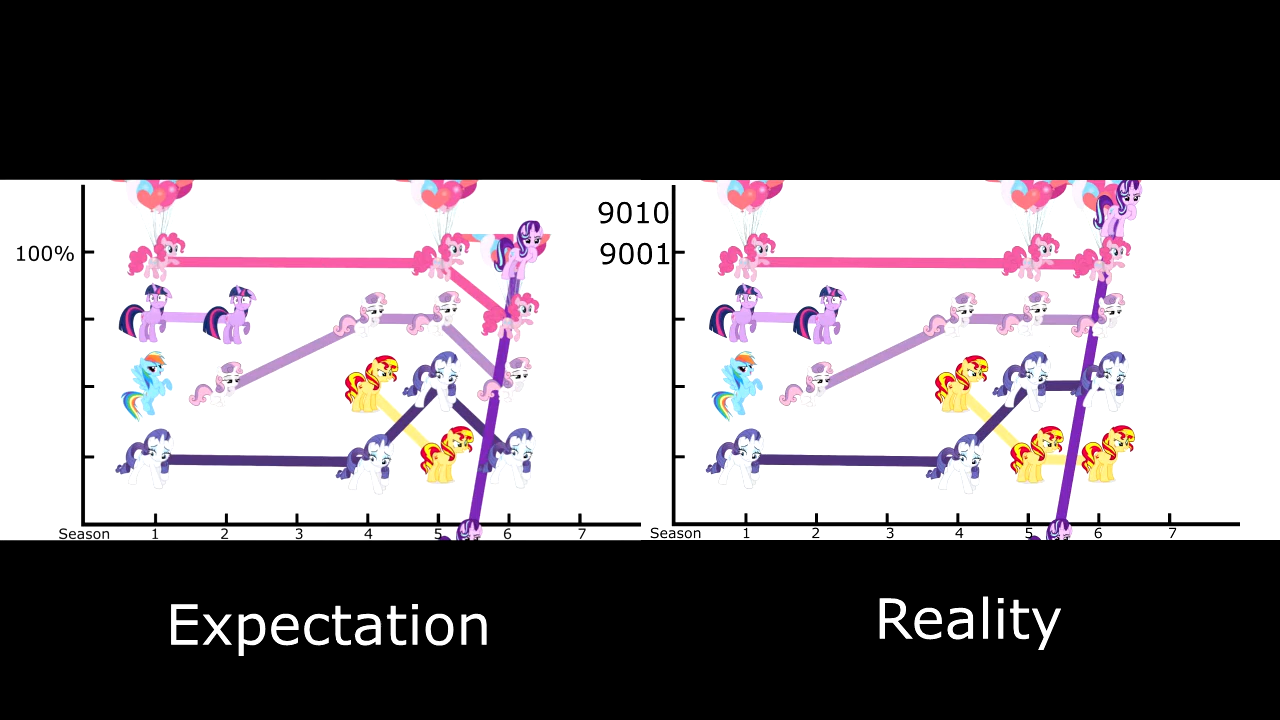 100%
Season 1 2 3 4 5 6 7
Expectation
9010
9001
Season 1 2 3 4 5 6 7
Reality